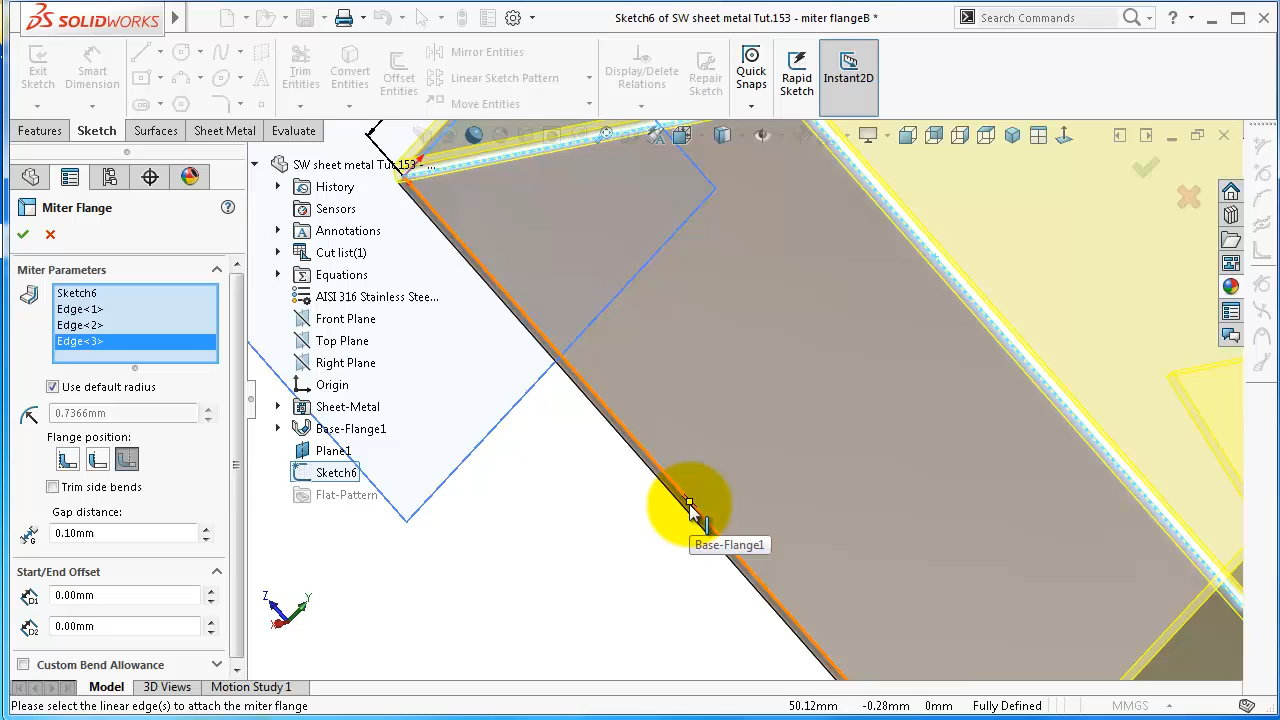 SOLIDWORKS
Sketch6 of SW sheet metal Tut.153 - miter flangeB *
Search Commands
Exit Sketch
Smart Dimension
Trim Entities
Convert Entities
Offset Entities
Mirror Entities
Linear Sketch Pattern
Move Entities
Display/Delete Relations
Repair Sketch
Quick Snaps
Rapid Sketch
Instant2D
Features
Sketch
Surfaces
Sheet Metal
Evaluate
Miter Flange
Miter Parameters
Sketch6
Edge<1>
Edge<2>
Edge<3>
Use default radius
0.7366mm
Flange position:
Trim side bends
Gap distance:
0.10mm
Start/End Offset
D1
0.00mm
D2
0.00mm
Custom Bend Allowance
SW sheet metal Tut.153 - ...
History
Sensors
Annotations
Cut list(1)
Equations
AISI 316 Stainless Stee...
Front Plane
Top Plane
Right Plane
Origin
Sheet-Metal
Base-Flange1
Plane1
Sketch6
Flat-Pattern
Base-Flange1
Z
Y
X
Model
3D Views
Motion Study 1
Please select the linear edge(s) to attach the miter flange
50.12mm
-0.28mm
0mm
Fully Defined
MMGS